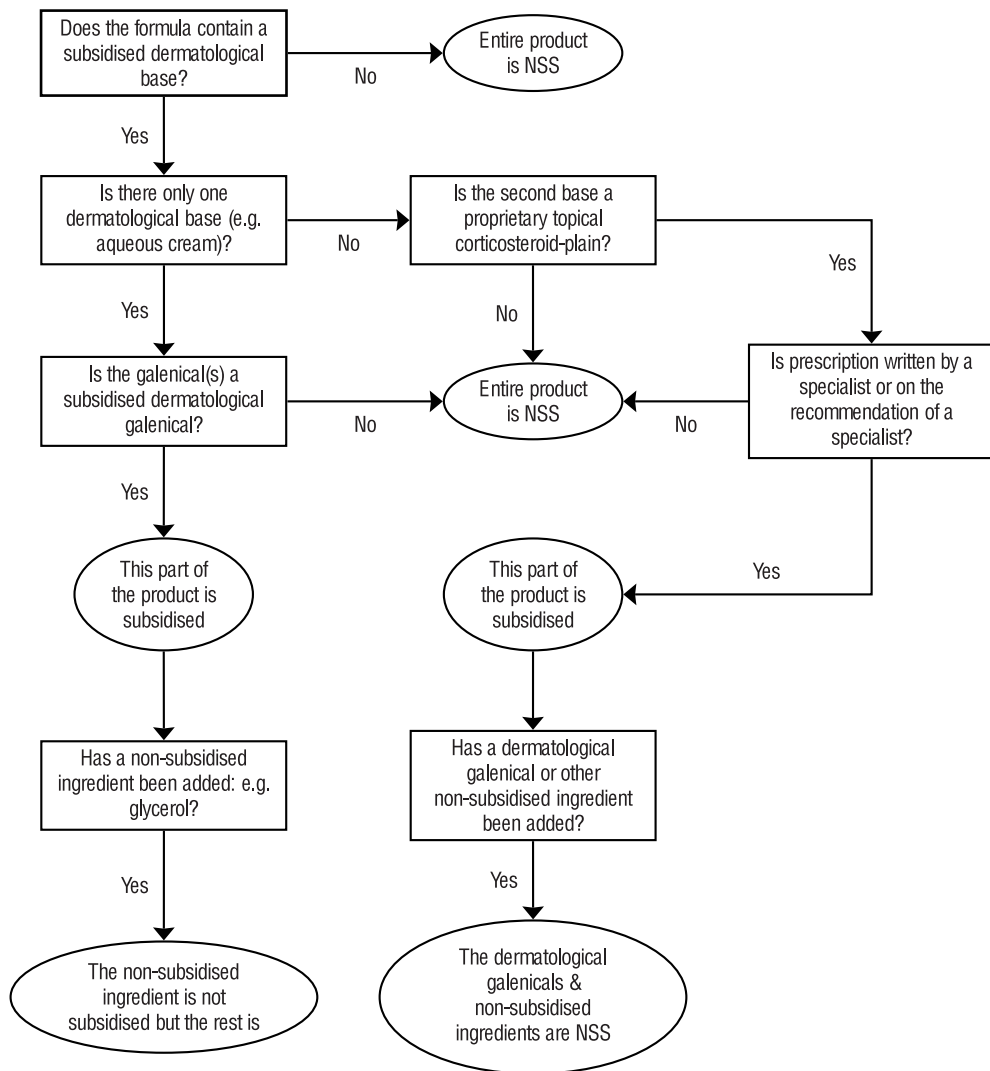 Does the formula contain a
subsidised dermatological
base?
No
Entire product
is NSS
Yes
Is there only one
dermatological base (e.g.
aqueous cream)?
No
Is the second base a
proprietary topical
corticosteroid-plain?
Yes
Yes
No
Is the galenical(s) a
subsidised dermatological
galenical?
No
Entire product
is NSS
No
Is prescription written by a
specialist or on the
recommendation of a
specialist?
Yes
Yes
This part of
the product is
subsidised
This part of
the product is
subsidised
Has a non-subsidised
ingredient been added: e.g.
glycerol?
Has a dermatological
galenical or other
non-subsidised ingredient
been added?
Yes
Yes
The non-subsidised
ingredient is not
subsidised but the rest is
The dermatological
galenicals &
non-subsidised
ingredients are NSS